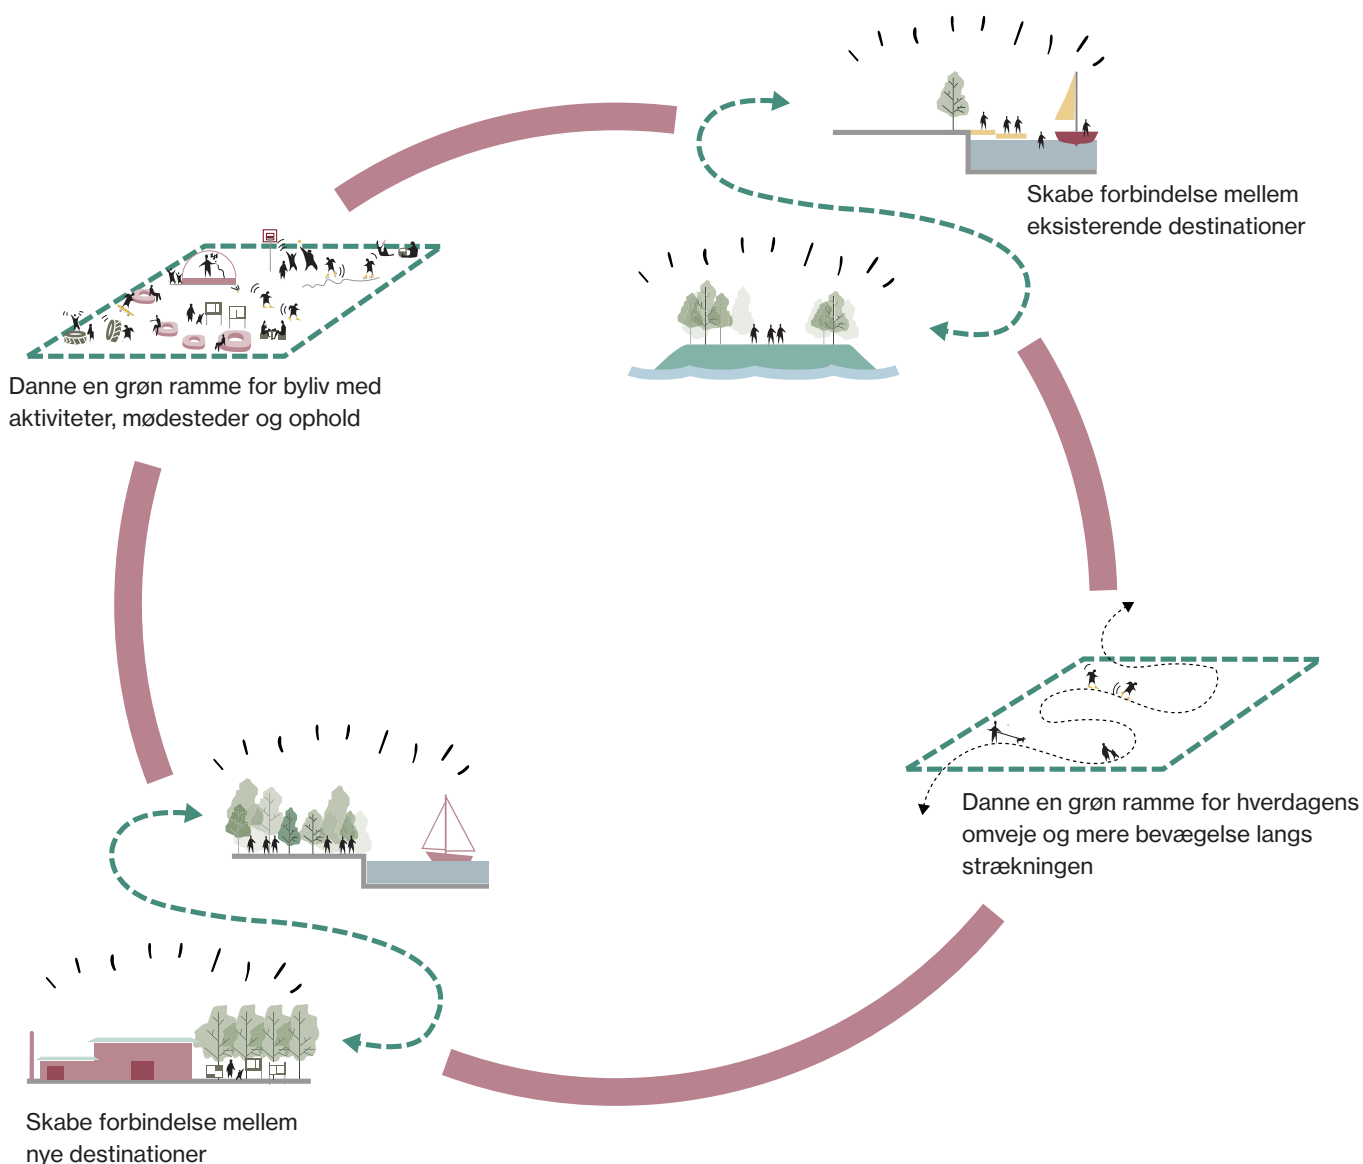 Skabe forbindelse mellem
eksisterende destinationer
Danne en grøn ramme for byliv med
aktiviteter, mødesteder og ophold
Danne en grøn ramme for hverdagens
omveje og mere bevægelse langs
strækningen
Skabe forbindelse mellem
nye destinationer